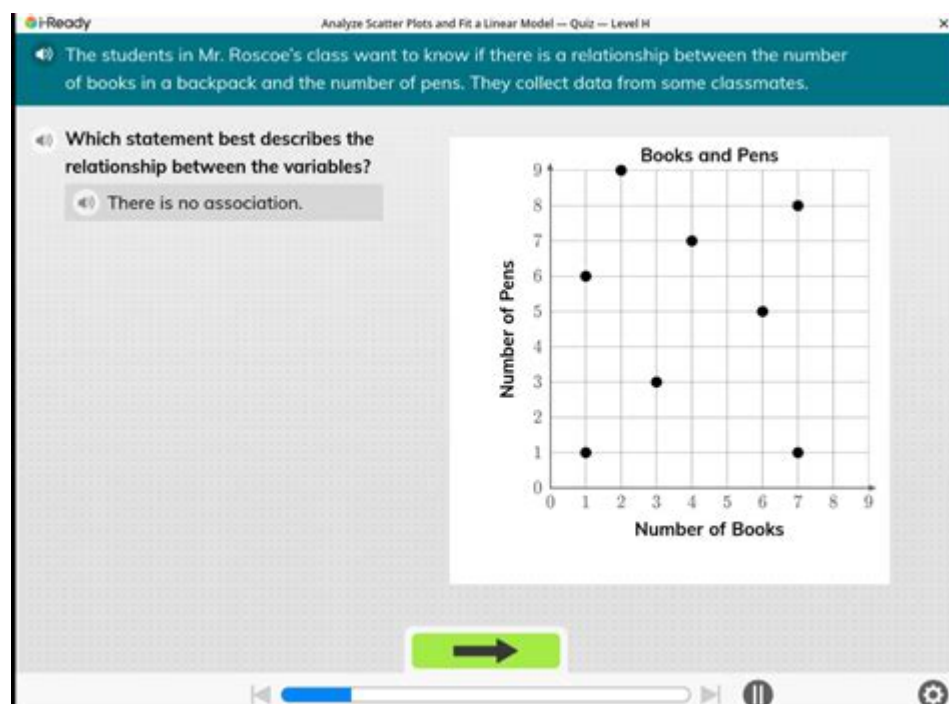 i-Ready
Analyze Scatter Plots and Fit a Linear Model — Quiz — Level H
The students in Mr. Roscoe's class want to know if there is a relationship between the number
of books in a backpack and the number of pens. They collect data from some classmates.
Which statement best describes the
relationship between the variables?
There is no association.
Books and Pens
Number of Pens
9
8
7
6
5
4
3
2
1
0
0 1 2 3 4 5 6 7 8 9
Number of Books